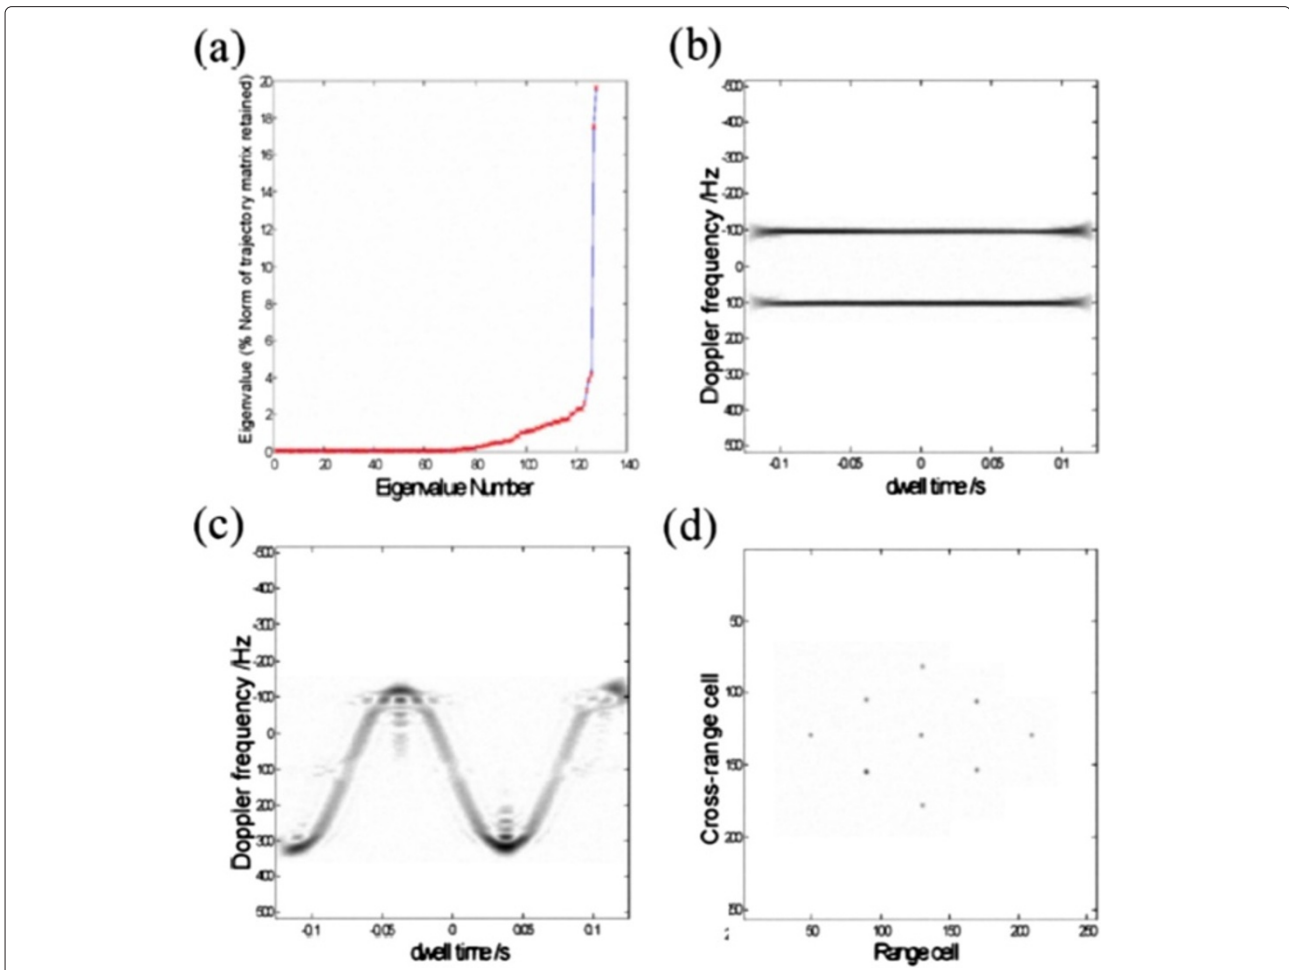 (a)
Eigenvalue (% Norm of trajectory matrix retained)
20
18
16
14
12
10
8
6
4
2
0
0 20 40 60 80 100 120 140
Eigenvalue Number
(b)
Doppler frequency /Hz
-500
-400
-300
-200
-100
0
100
200
300
400
500
-0.1 -0.05 0 0.05 0.1
dwell time /s
(c)
Doppler frequency /Hz
-500
-400
-300
-200
-100
0
100
200
300
400
500
-0.1 -0.05 0 0.05 0.1
dwell time /s
(d)
Cross-range cell
50
100
150
200
50 100 150 200 250
Range cell